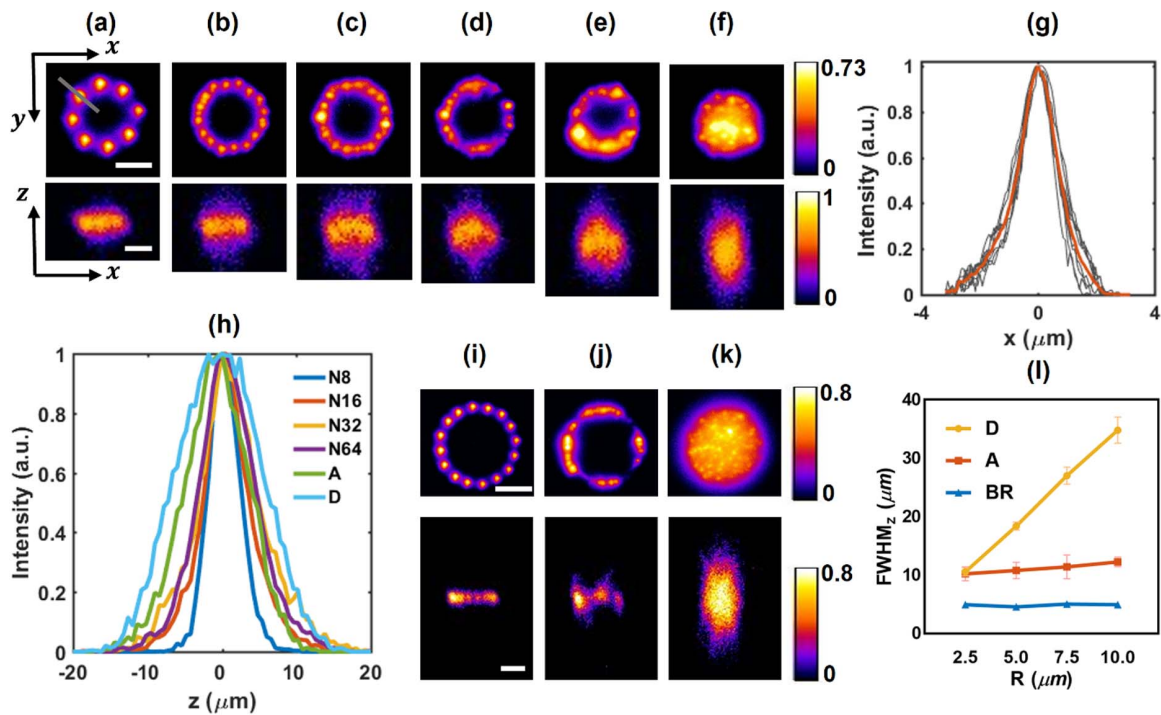 (a) (b) (c) (d) (e) (f) (g)
x
y
0.73
0
z
x
1
0
1
0.8
0.6
0.4
0.2
0
Intensity (a.u.)
-4 0 4
x (μm)
(h)
1
0.8
0.6
0.4
0.2
0
Intensity (a.u.)
N8
N16
N32
N64
A
D
-20 -10 0 10 20
z (μm)
(i) (j) (k)
0.8
0
0.8
0
(l)
40
30
20
10
0
FWHMz (μm)
D
A
BR
2.5 5.0 7.5 10.0
R (μm)